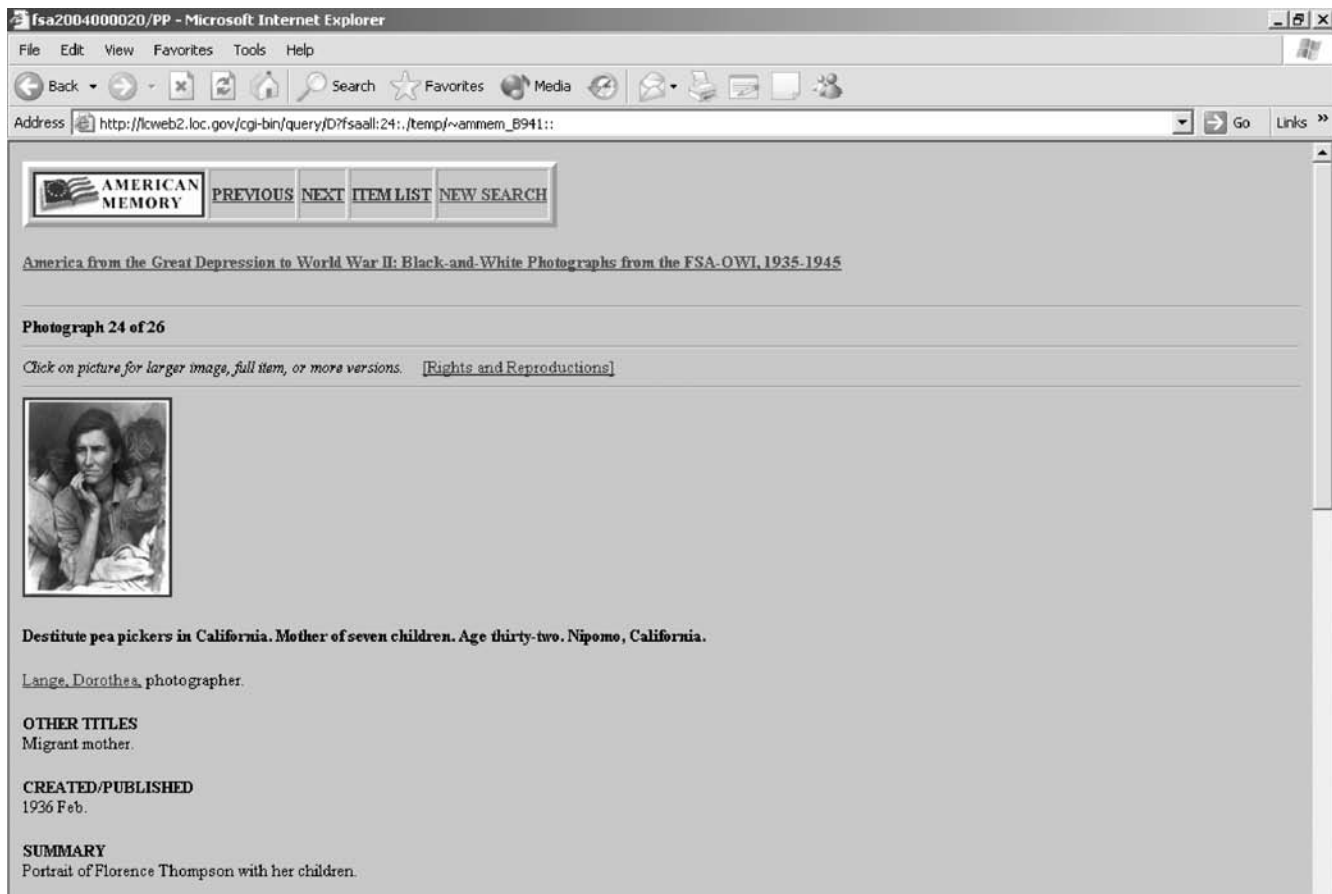 fsa2004000020/PP - Microsoft Internet Explorer
File Edit View Favorites Tools Help
Back Search Favorites Media
Address http://lcweb2.loc.gov/cgi-bin/query/D?fsaall:24:./temp/~ammem_B941:: Go Links »
AMERICAN
MEMORY
PREVIOUS NEXT ITEM LIST NEW SEARCH
America from the Great Depression to World War II: Black-and-White Photographs from the FSA-OWI, 1935-1945
Photograph 24 of 26
Click on picture for larger image, full item, or more versions. [Rights and Reproductions]
Destitute pea pickers in California. Mother of seven children. Age thirty-two. Nipomo, California.
Lange, Dorothea, photographer.
OTHER TITLES
Migrant mother.
CREATED/PUBLISHED
1936 Feb.
SUMMARY
Portrait of Florence Thompson with her children.